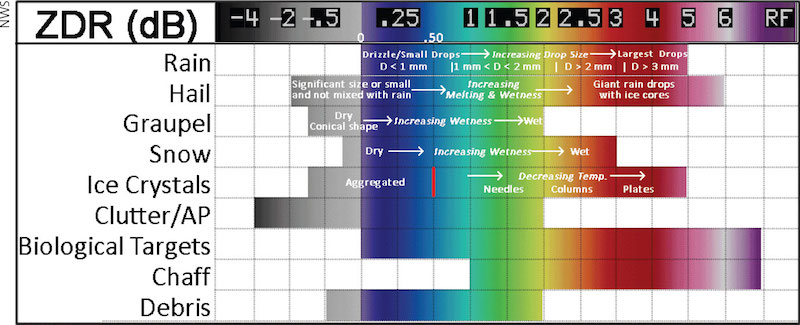 NWS
ZDR (dB)
-4 -2 -.5 .25 1 1.5 2 2.5 3 4 5 6 RF
0 .50
Rain
Drizzle/Small Drops Increasing Drop Size Largest Drops
D < 1 mm |1 mm < D < 2 mm | D > 2 mm | D > 3 mm
Hail
Significant size or small
and not mixed with rain
Increasing
Melting & Wetness
Giant rain drops
with ice cores
Graupel
Dry
Conical shape
Increasing Wetness
Wet
Snow
Dry Increasing Wetness Wet
Ice Crystals
Aggregated
Decreasing Temp.
Needles Columns Plates
Clutter/AP
Biological Targets
Chaff
Debris